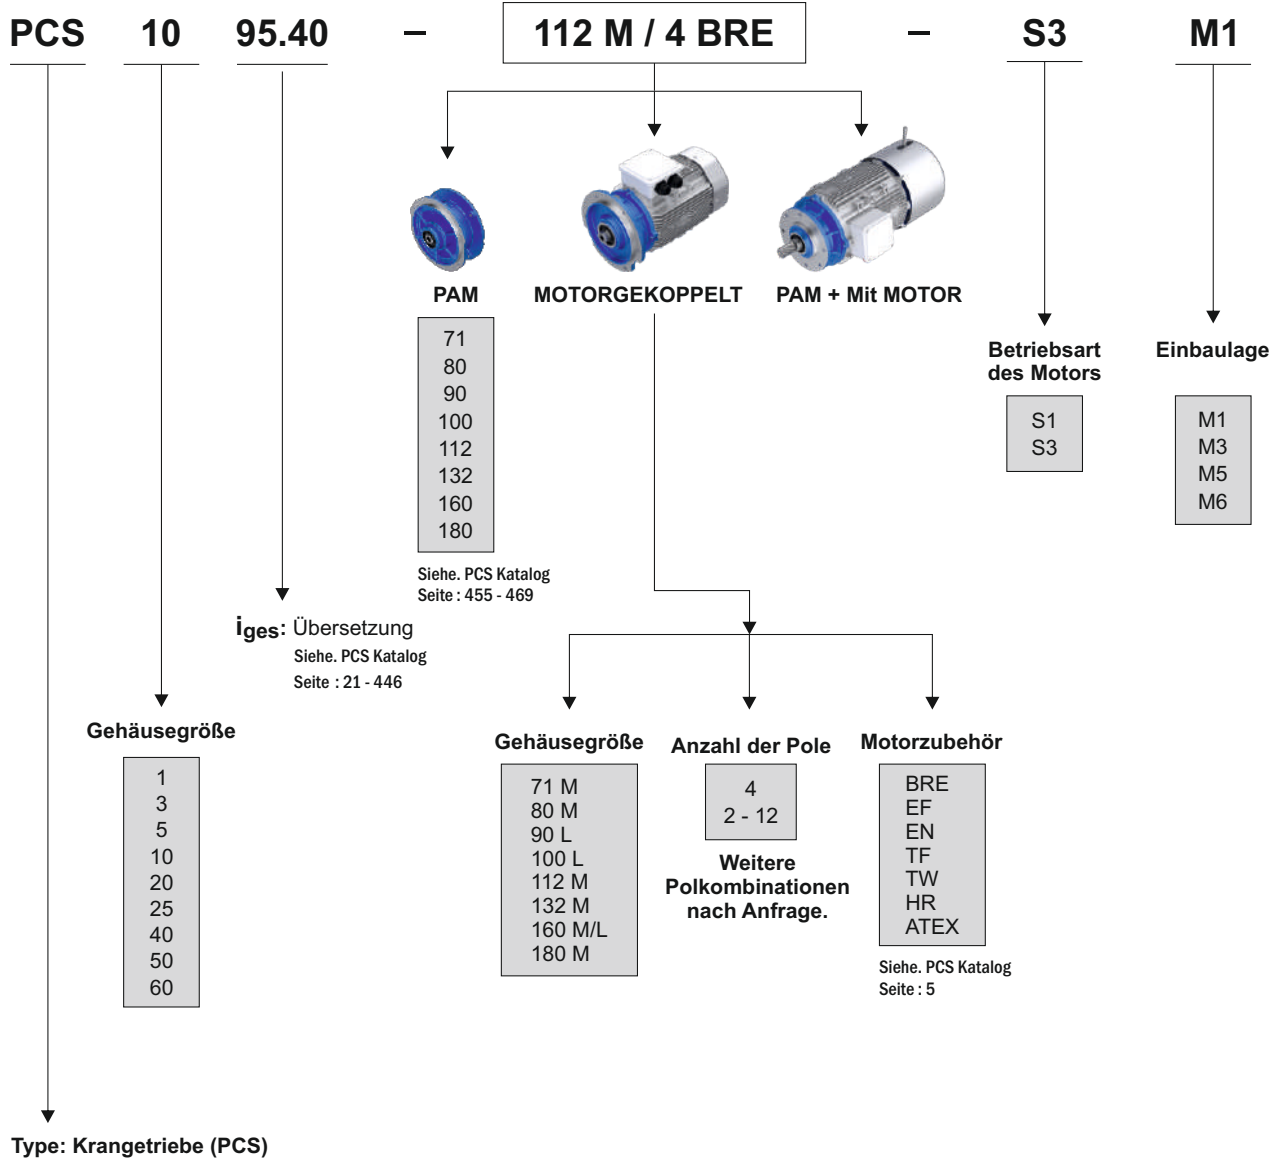 PCS 10 95.40 – 112 M / 4 BRE – S3 M1
PAM
71
80
90
100
112
132
160
180
Siehe. PCS Katalog
Seite : 455 - 469
MOTORGEKOPPELT
PAM + Mit MOTOR
Betriebsart
des Motors
S1
S3
Einbaulage
M1
M3
M5
M6
iges: Übersetzung
Siehe. PCS Katalog
Seite : 21 - 446
Gehäusegröße
1
3
5
10
20
25
40
50
60
Gehäusegröße
71 M
80 M
90 L
100 L
112 M
132 M
160 M/L
180 M
Anzahl der Pole
4
2 - 12
Weitere
Polkombinationen
nach Anfrage.
Motorzubehör
BRE
EF
EN
TF
TW
HR
ATEX
Siehe. PCS Katalog
Seite : 5
Type: Krangetriebe (PCS)